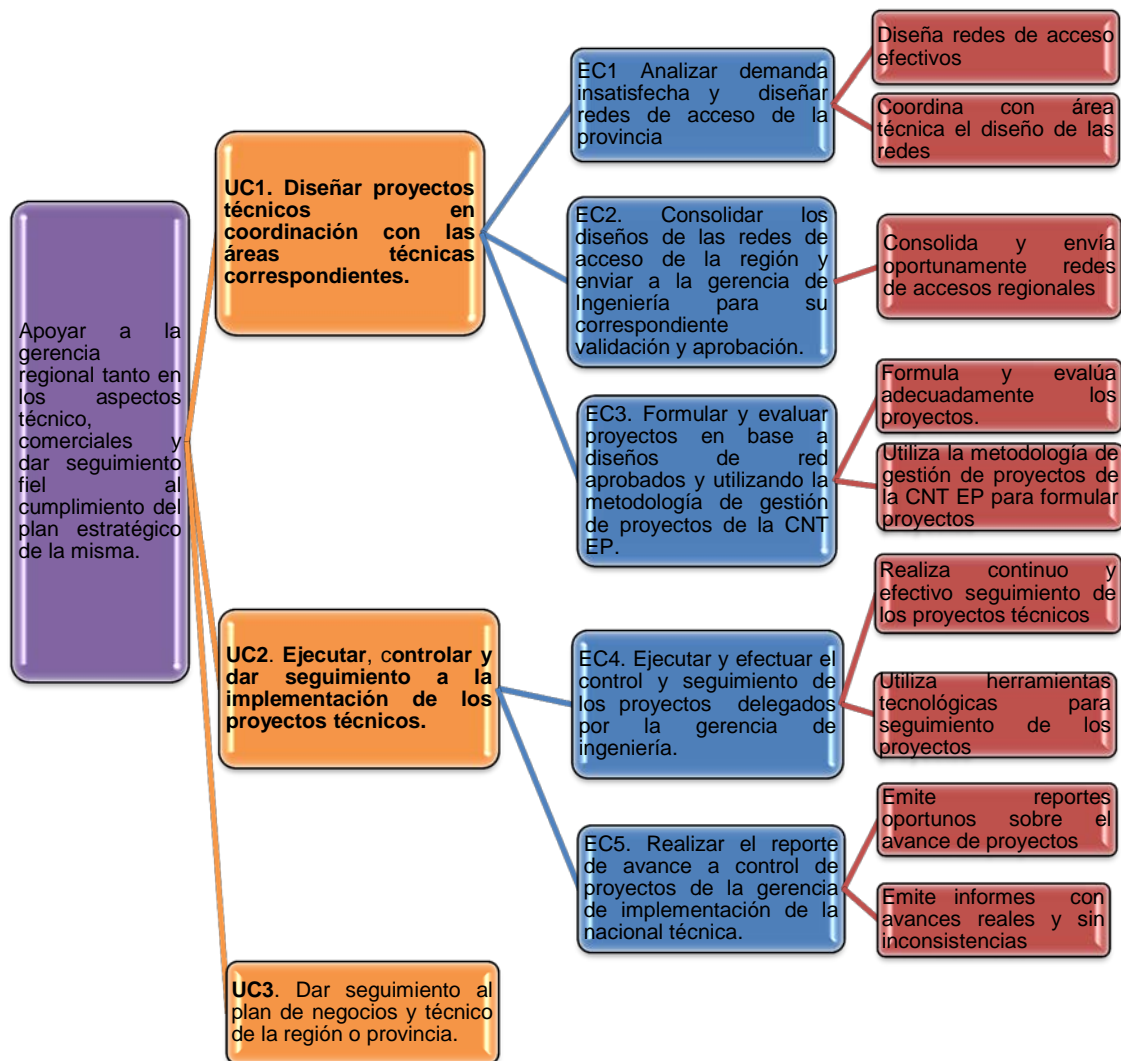 Apoyar a la
gerencia
regional tanto en
los aspectos
técnico,
comerciales y
dar seguimiento
fiel al
cumplimiento del
plan estratégico
de la misma.
UC1. Diseñar proyectos
técnicos en
coordinación con las
áreas técnicas
correspondientes.
EC1 Analizar demanda
insatisfecha y diseñar
redes de acceso de la
provincia
Diseña redes de acceso
efectivos
Coordina con área
técnica el diseño de las
redes
EC2. Consolidar los
diseños de las redes de
acceso de la región y
enviar a la gerencia de
Ingeniería para su
correspondiente
validación y aprobación.
Consolida y envía
oportunamente redes
de accesos regionales
EC3. Formular y evaluar
proyectos en base a
diseños de red
aprobados y utilizando la
metodología de gestión
de proyectos de la CNT
EP.
Formula y evalúa
adecuadamente los
proyectos.
Utiliza la metodología de
gestión de proyectos de
la CNT EP para formular
proyectos
UC2. Ejecutar, controlar y
dar seguimiento a la
implementación de los
proyectos técnicos.
EC4. Ejecutar y efectuar el
control y seguimiento de
los proyectos delegados
por la gerencia de
ingeniería.
Realiza continuo y
efectivo seguimiento de
los proyectos técnicos
Utiliza herramientas
tecnológicas para
seguimiento de los
proyectos
EC5. Realizar el reporte
de avance a control de
proyectos de la gerencia
de implementación de la
nacional técnica.
Emite reportes
oportunos sobre el
avance de proyectos
Emite informes con
avances reales y sin
inconsistencias
UC3. Dar seguimiento al
plan de negocios y técnico
de la región o provincia.